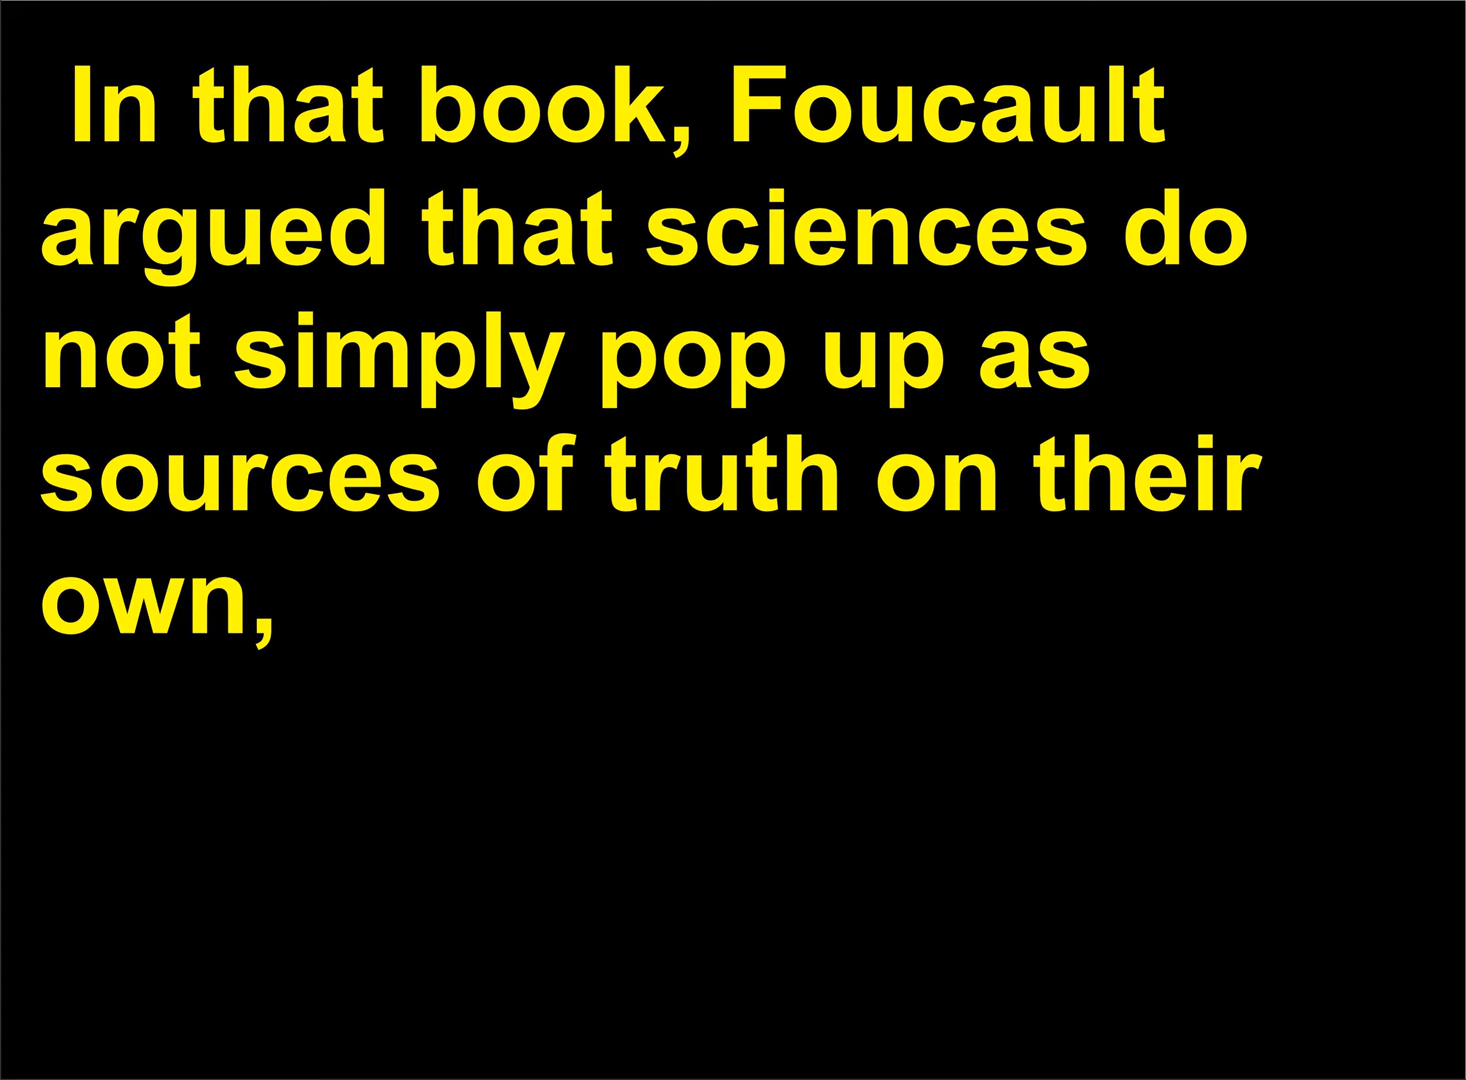 In that book, Foucault
argued that sciences do
not simply pop up as
sources of truth on their
own,